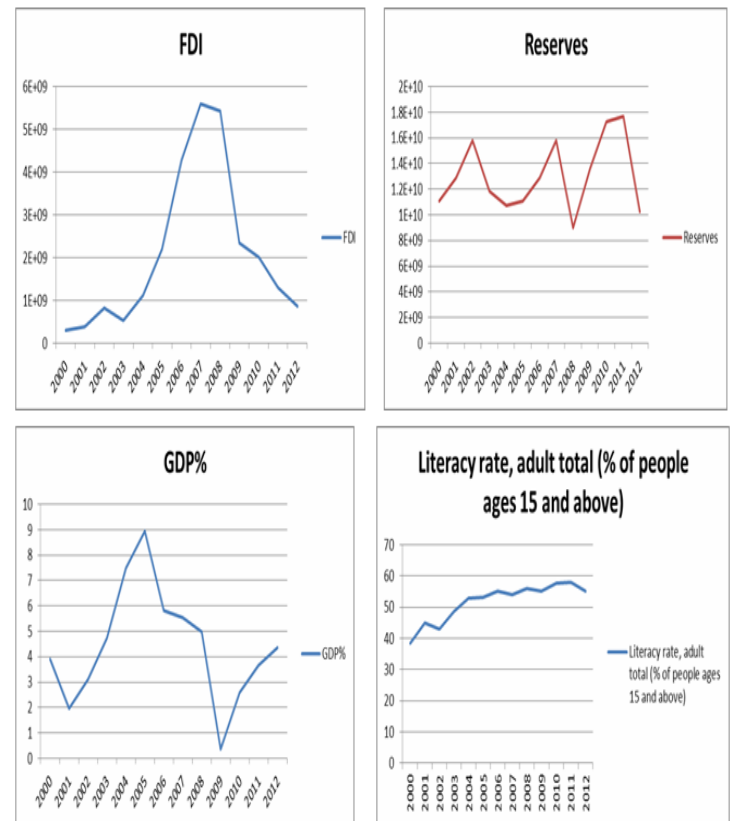 FDI
6E+09
5E+09
4E+09
3E+09
2E+09
1E+09
0
FDI
2000 2001 2002 2003 2004 2005 2006 2007 2008 2009 2010 2011 2012
Reserves
2E+10
1.8E+10
1.6E+10
1.4E+10
1.2E+10
1E+10
8E+09
6E+09
4E+09
2E+09
0
Reserves
2000 2001 2002 2003 2004 2005 2006 2007 2008 2009 2010 2011 2012
GDP%
10
9
8
7
6
5
4
3
2
1
0
GDP%
2000 2001 2002 2003 2004 2005 2006 2007 2008 2009 2010 2011 2012
Literacy rate, adult total (% of people
ages 15 and above)
70
60
50
40
30
20
10
0
Literacy rate, adult
total (% of people ages
15 and above)
2000 2001 2002 2003 2004 2005 2006 2007 2008 2009 2010 2011 2012